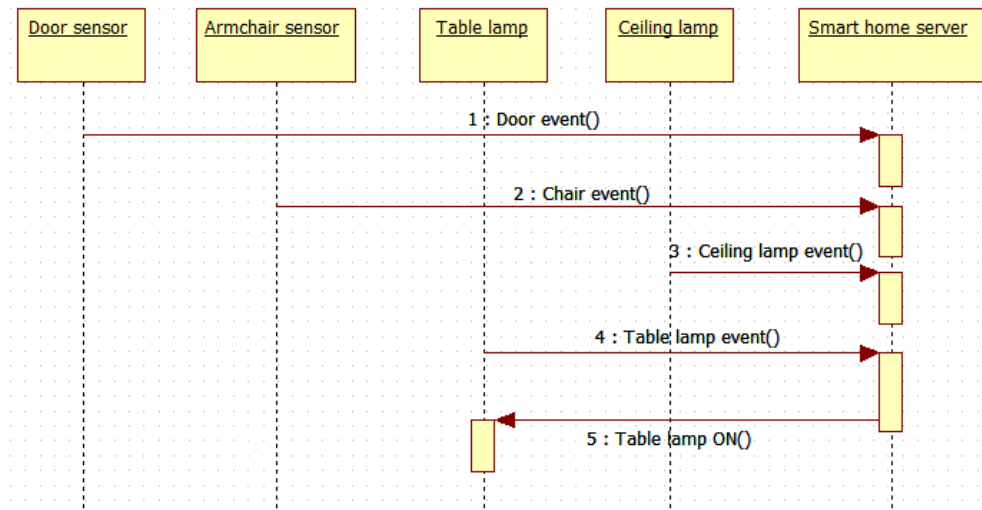 Door sensor
Armchair sensor
Table lamp
Ceiling lamp
Smart home server
1 : Door event()
2 : Chair event()
3 : Ceiling lamp event()
4 : Table lamp event()
5 : Table lamp ON()